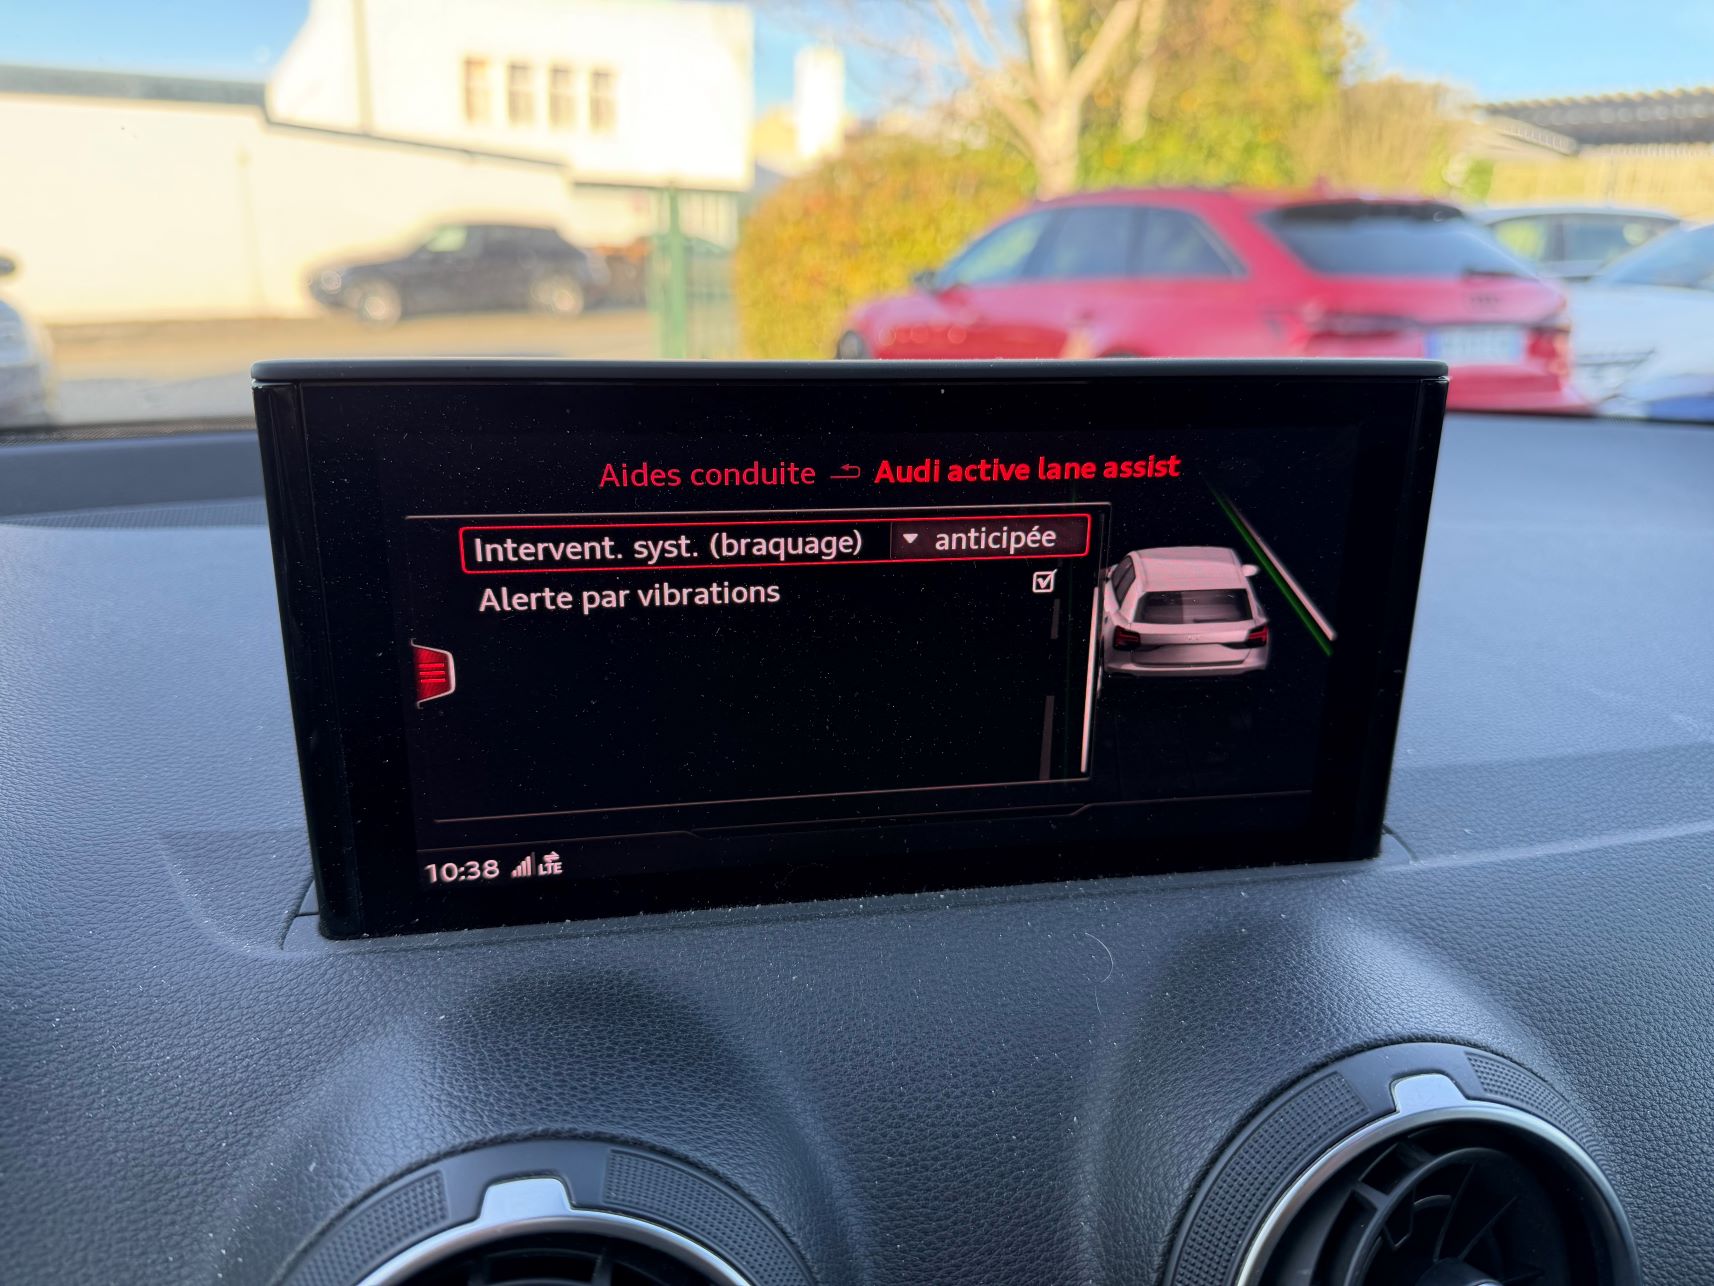 Aides conduite Audi active lane assist
Intervent. syst. (braquage) anticipée
Alerte par vibrations
10:38 LTE